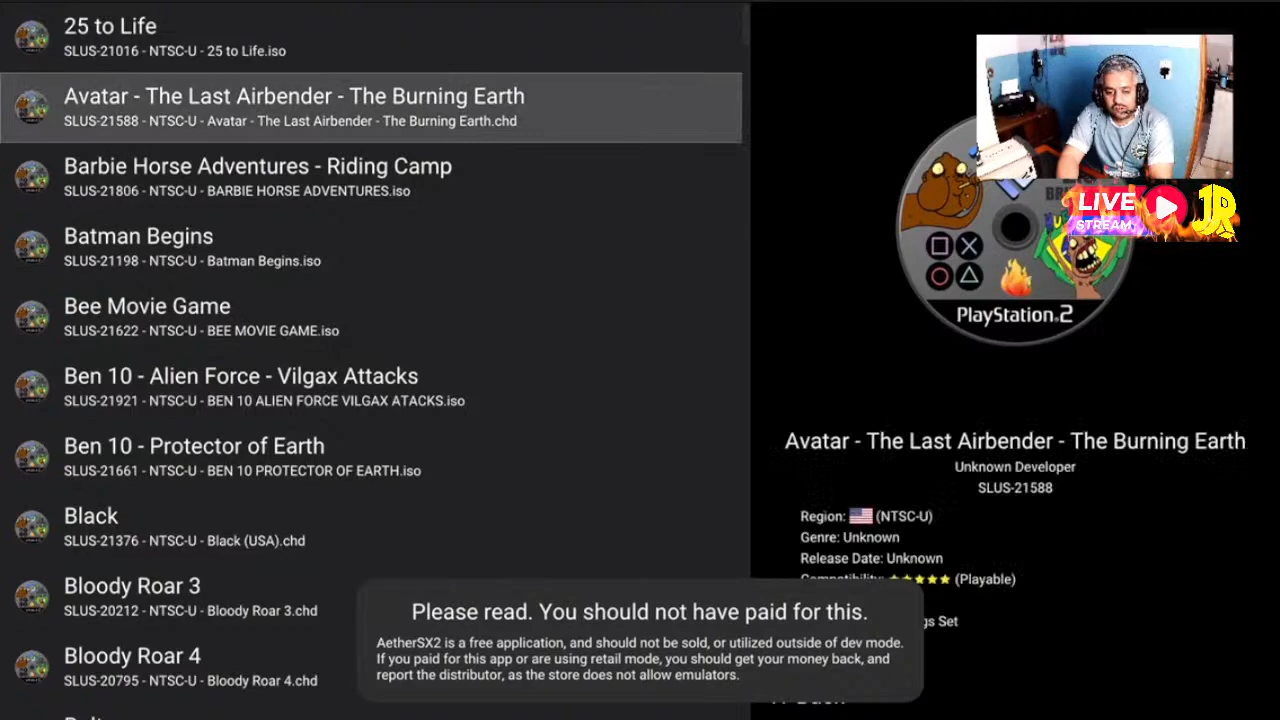 25 to Life
SLUS-21016 - NTSC-U - 25 to Life.iso
Avatar - The Last Airbender - The Burning Earth
SLUS-21588 - NTSC-U - Avatar - The Last Airbender - The Burning Earth.chd
Barbie Horse Adventures - Riding Camp
SLUS-21806 - NTSC-U - BARBIE HORSE ADVENTURES.iso
Batman Begins
SLUS-21198 - NTSC-U - Batman Begins.iso
Bee Movie Game
SLUS-21622 - NTSC-U - BEE MOVIE GAME.iso
Ben 10 - Alien Force - Vilgax Attacks
SLUS-21921 - NTSC-U - BEN 10 ALIEN FORCE VILGAX ATACKS.iso
Ben 10 - Protector of Earth
SLUS-21661 - NTSC-U - BEN 10 PROTECTOR OF EARTH.iso
Black
SLUS-21376 - NTSC-U - Black (USA).chd
Bloody Roar 3
SLUS-20212 - NTSC-U - Bloody Roar 3.chd
Bloody Roar 4
SLUS-20795 - NTSC-U - Bloody Roar 4.chd
LIVE
STREAM
JR
PlayStation.2
Avatar - The Last Airbender - The Burning Earth
Unknown Developer
SLUS-21588
Region: (NTSC-U)
Genre: Unknown
Release Date: Unknown
Compatibility: (Playable)
gs Set
Please read. You should not have paid for this.
AetherSX2 is a free application, and should not be sold, or utilized outside of dev mode.
If you paid for this app or are using retail mode, you should get your money back, and
report the distributor, as the store does not allow emulators.